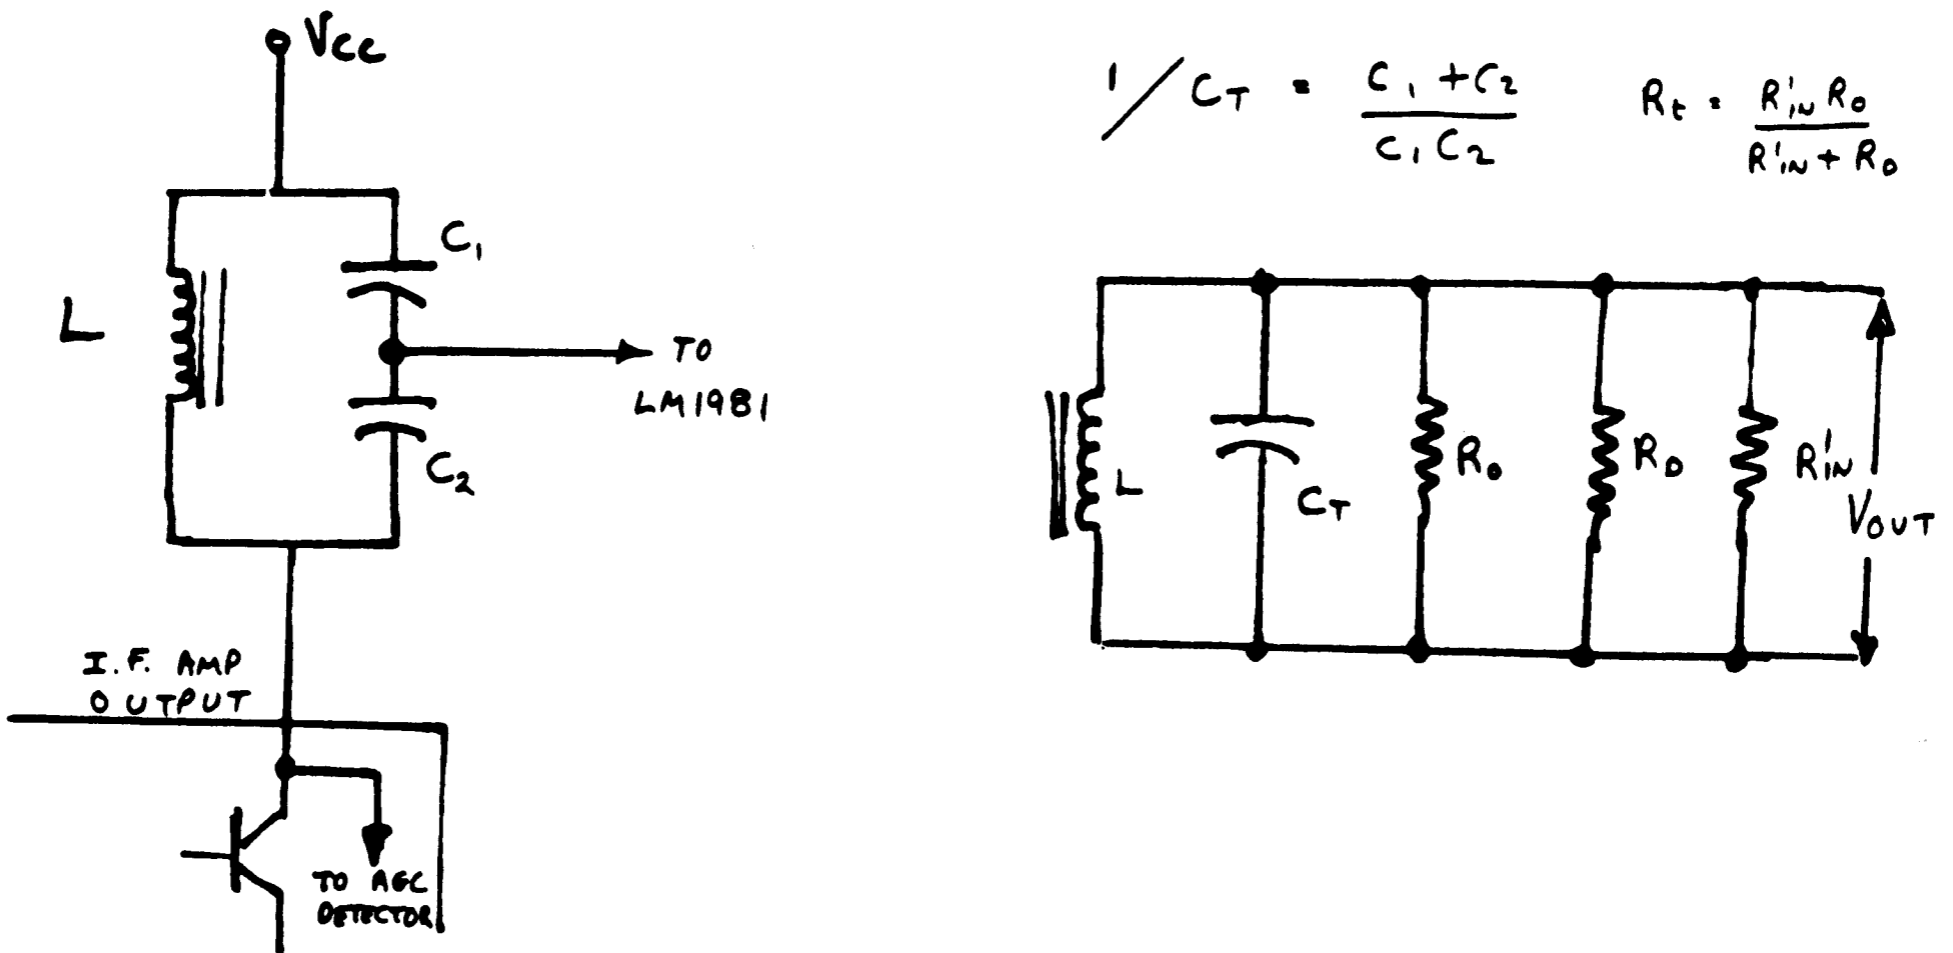 Vcc
C1
L
TO
LM1981
C2
I.F. AMP
OUTPUT
TO AGC
DETECTOR
1/CT = C1 + C2 / C1 C2
Rt = R'IN RO / R'IN + RO
L
CT
RO
RD
R'IN
VOUT